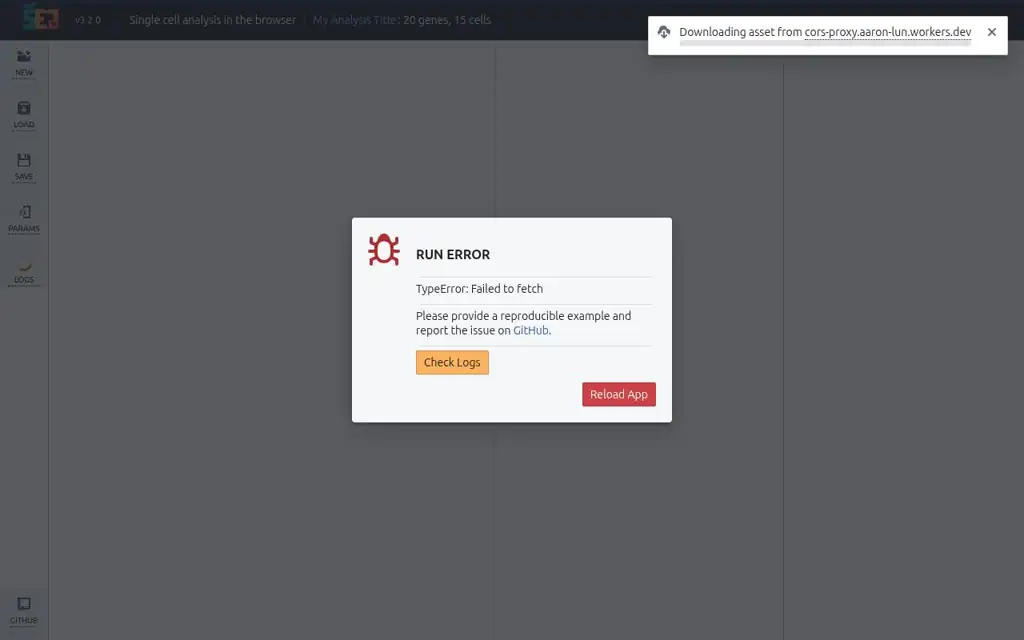 v3.2.0
Single cell analysis in the browser
My Analysis Title: 20 genes, 15 cells
Downloading asset from cors-proxy.aaron-lun.workers.dev
NEW
LOAD
SAVE
PARAMS
LOGS
RUN ERROR
TypeError: Failed to fetch
Please provide a reproducible example and
report the issue on GitHub.
Check Logs
Reload App
GITHUB